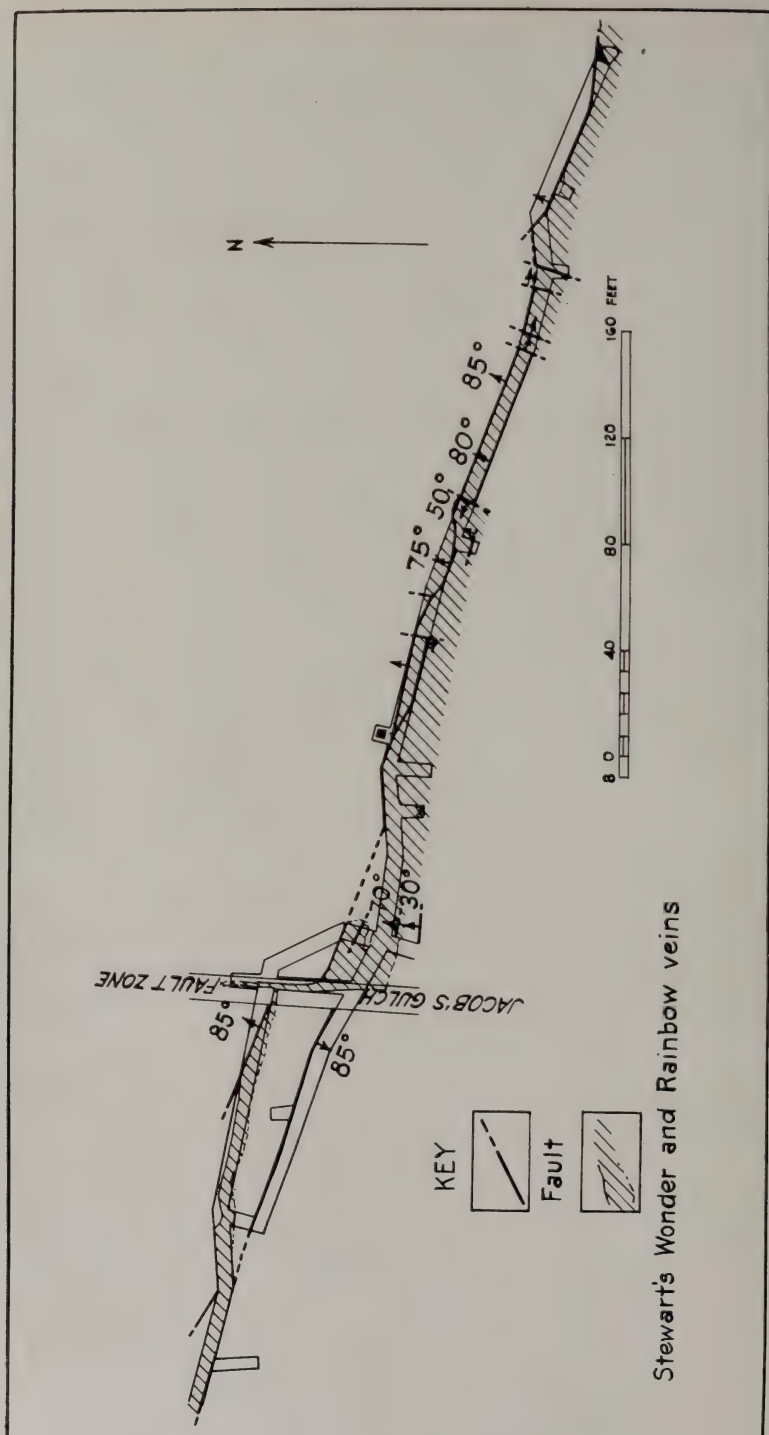 N
FAULT ZONE
JACOB'S GULCH
85°
85°
70°
30°
75°
50°
80°
85°
8 0 40 80 120 160 FEET
KEY
Fault
Stewart's Wonder and Rainbow veins